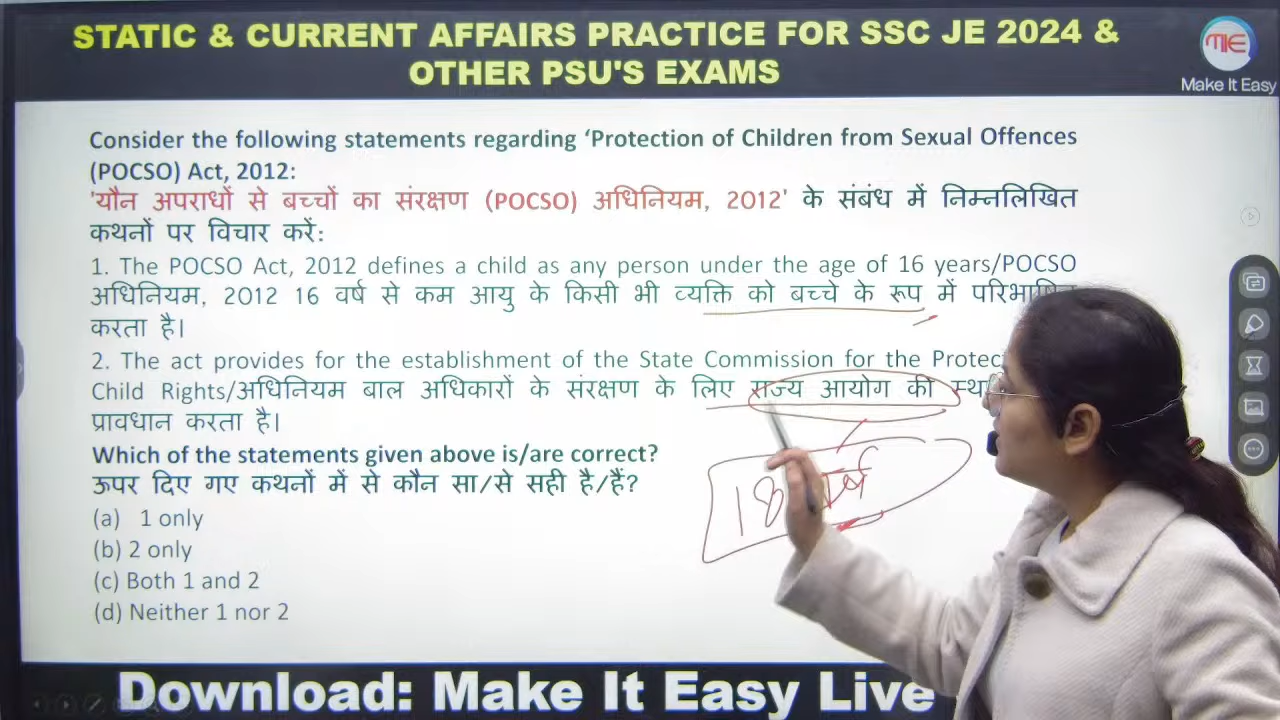 STATIC & CURRENT AFFAIRS PRACTICE FOR SSC JE 2024 &
OTHER PSU'S EXAMS
MIE
Make It Easy
Consider the following statements regarding ‘Protection of Children from Sexual Offences
(POCSO) Act, 2012:
'यौन अपराधों से बच्चों का संरक्षण (POCSO) अधिनियम, 2012' के संबंध में निम्नलिखित
कथनों पर विचार करें:
1. The POCSO Act, 2012 defines a child as any person under the age of 16 years/POCSO
अधिनियम, 2012 16 वर्ष से कम आयु के किसी भी व्यक्ति को बच्चे के रूप में परिभाषित
करता है।
2. The act provides for the establishment of the State Commission for the Protec
Child Rights/अधिनियम बाल अधिकारों के संरक्षण के लिए राज्य आयोग की स्थ
प्रावधान करता है।
Which of the statements given above is/are correct?
ऊपर दिए गए कथनों में से कौन सा/से सही है/हैं?
18 वर्ष
(a) 1 only
(b) 2 only
(c) Both 1 and 2
(d) Neither 1 nor 2
Download: Make It Easy Live